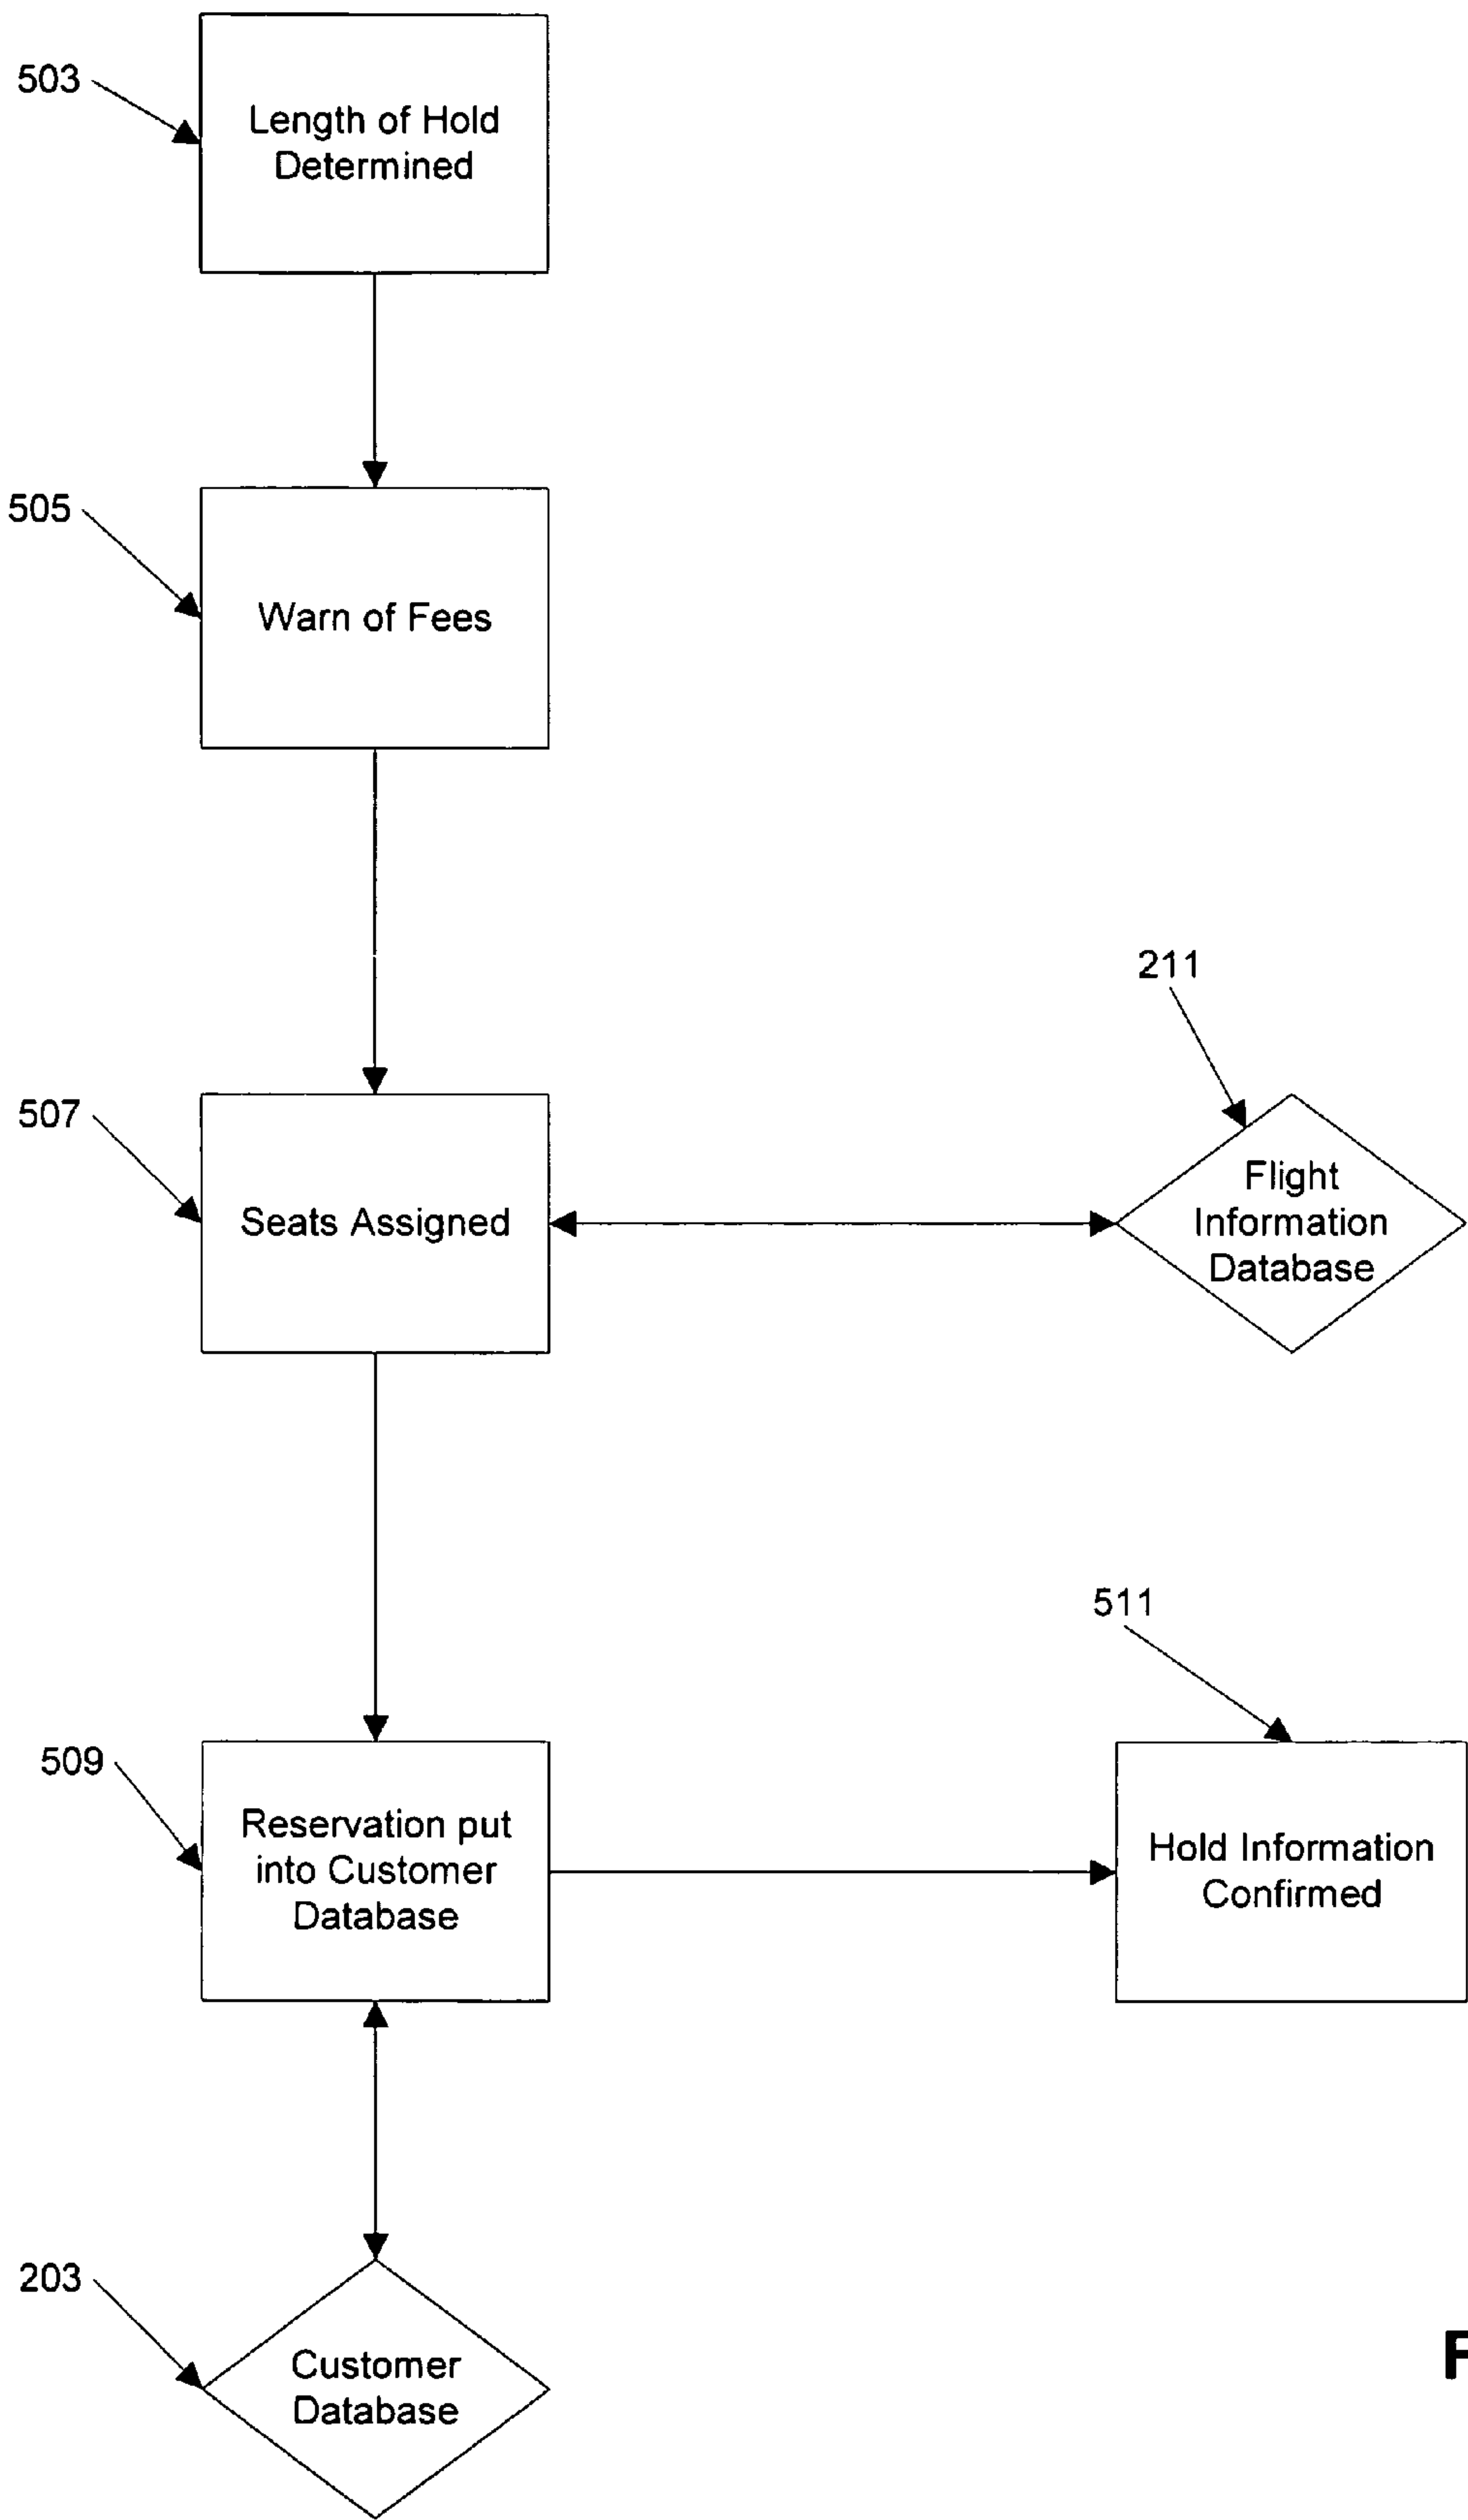 503
Length of Hold
Determined
505
Warn of Fees
211
507
Seats Assigned
Flight
Information
Database
511
509
Reservation put
into Customer
Database
Hold Information
Confirmed
203
Customer
Database